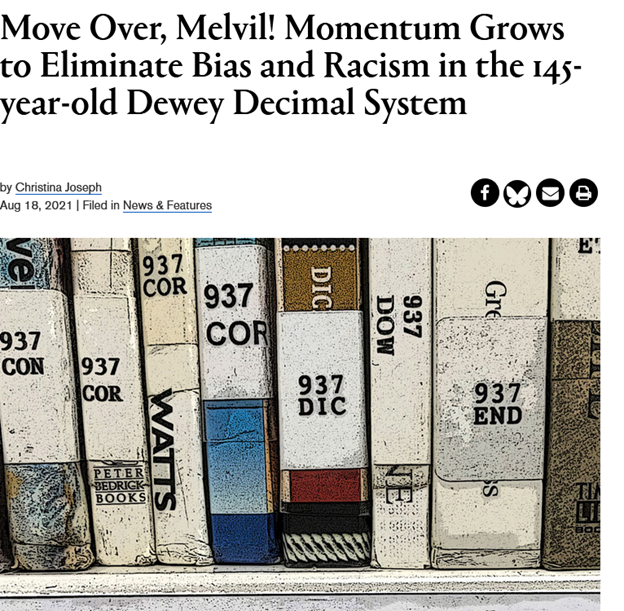 Move Over, Melvil! Momentum Grows
to Eliminate Bias and Racism in the 145-
year-old Dewey Decimal System
by Christina Joseph
Aug 18, 2021 | Filed in News & Features
937
CON
937
COR
PETER
BEDRICK
BOOKS
937
COR
WATTS
937
COR
DIC
937
DIC
937
DOW
Gre
937
END